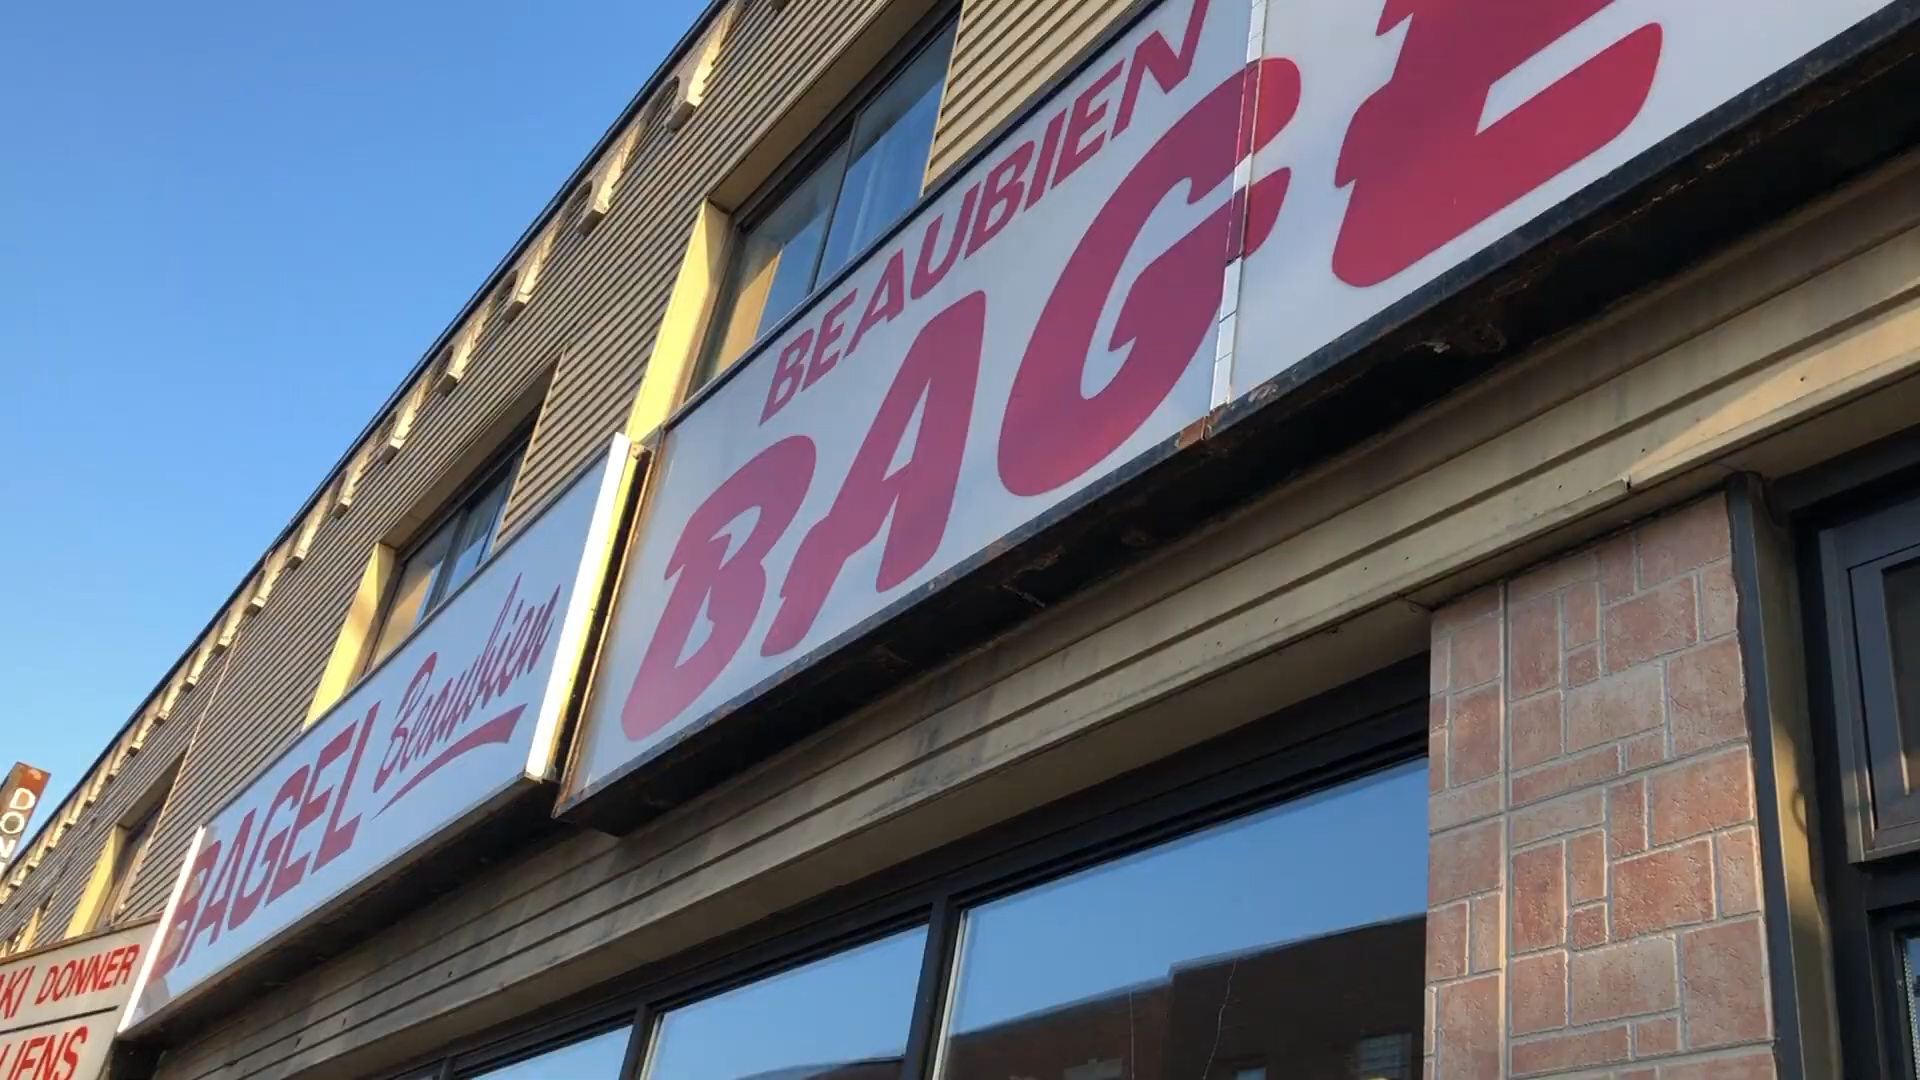 BEAUBIEN
BAGE
BAGEL Beaubien
DON
AKI DONNER
LIENS